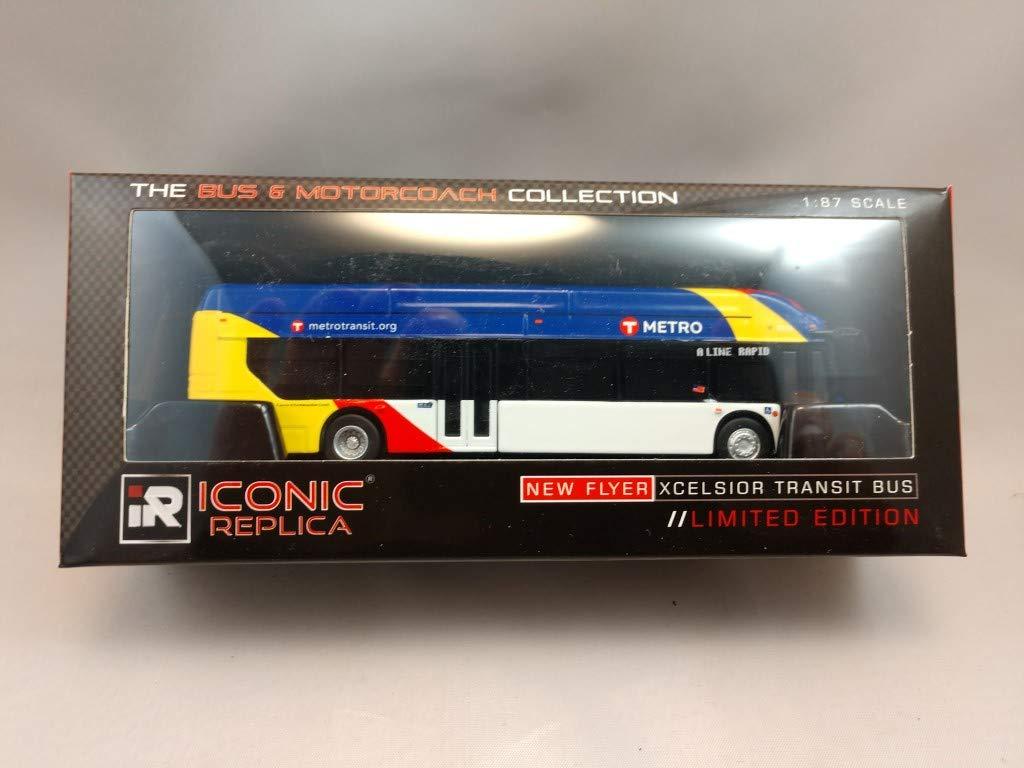 THE BUS & MOTORCOACH COLLECTION
1:87 SCALE
metrotransit.org
T METRO
A LINE RAPID
iR ICONIC REPLICA®
NEW FLYER XCELSIOR TRANSIT BUS
//LIMITED EDITION